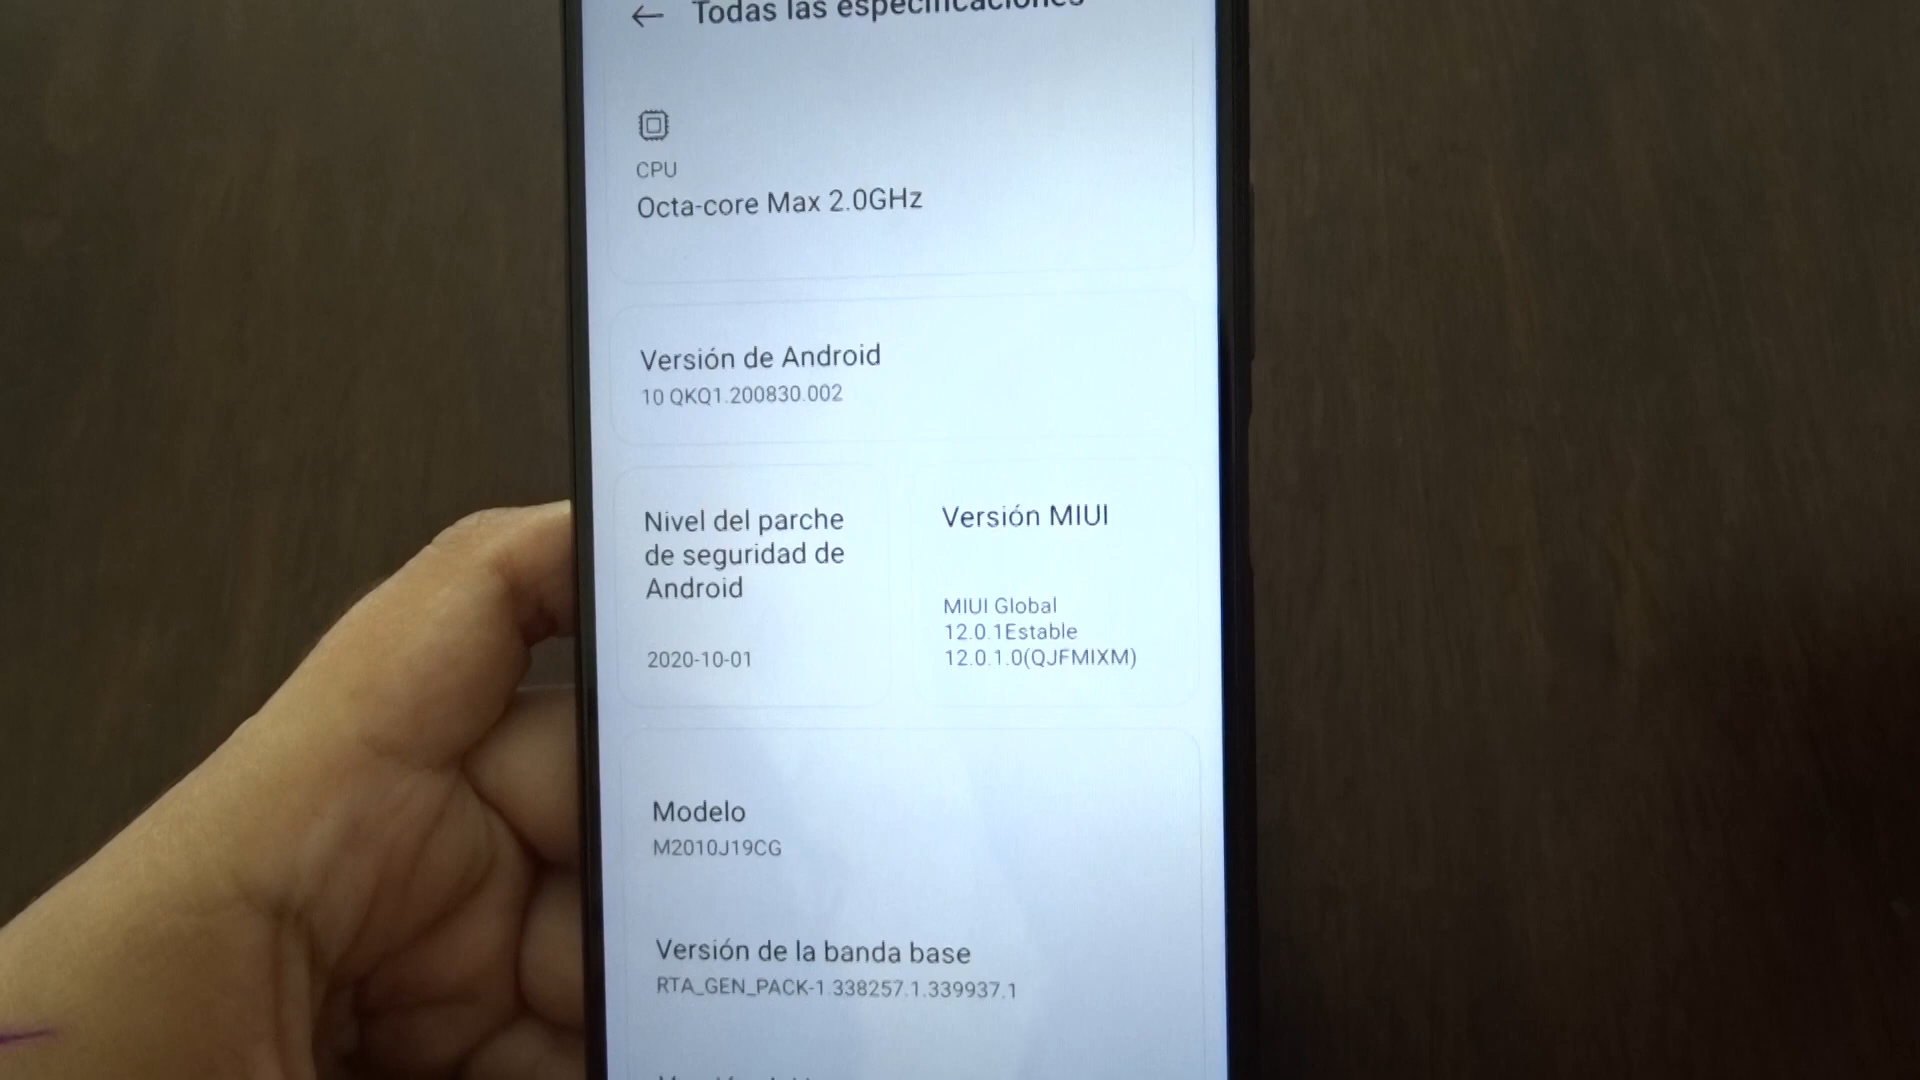 Todas las especificaciones
CPU
Octa-core Max 2.0GHz
Versión de Android
10 QKQ1.200830.002
Nivel del parche
de seguridad de
Android
2020-10-01
Versión MIUI
MIUI Global
12.0.1Estable
12.0.1.0(QJFMIXM)
Modelo
M2010J19CG
Versión de la banda base
RTA_GEN_PACK-1.338257.1.339937.1